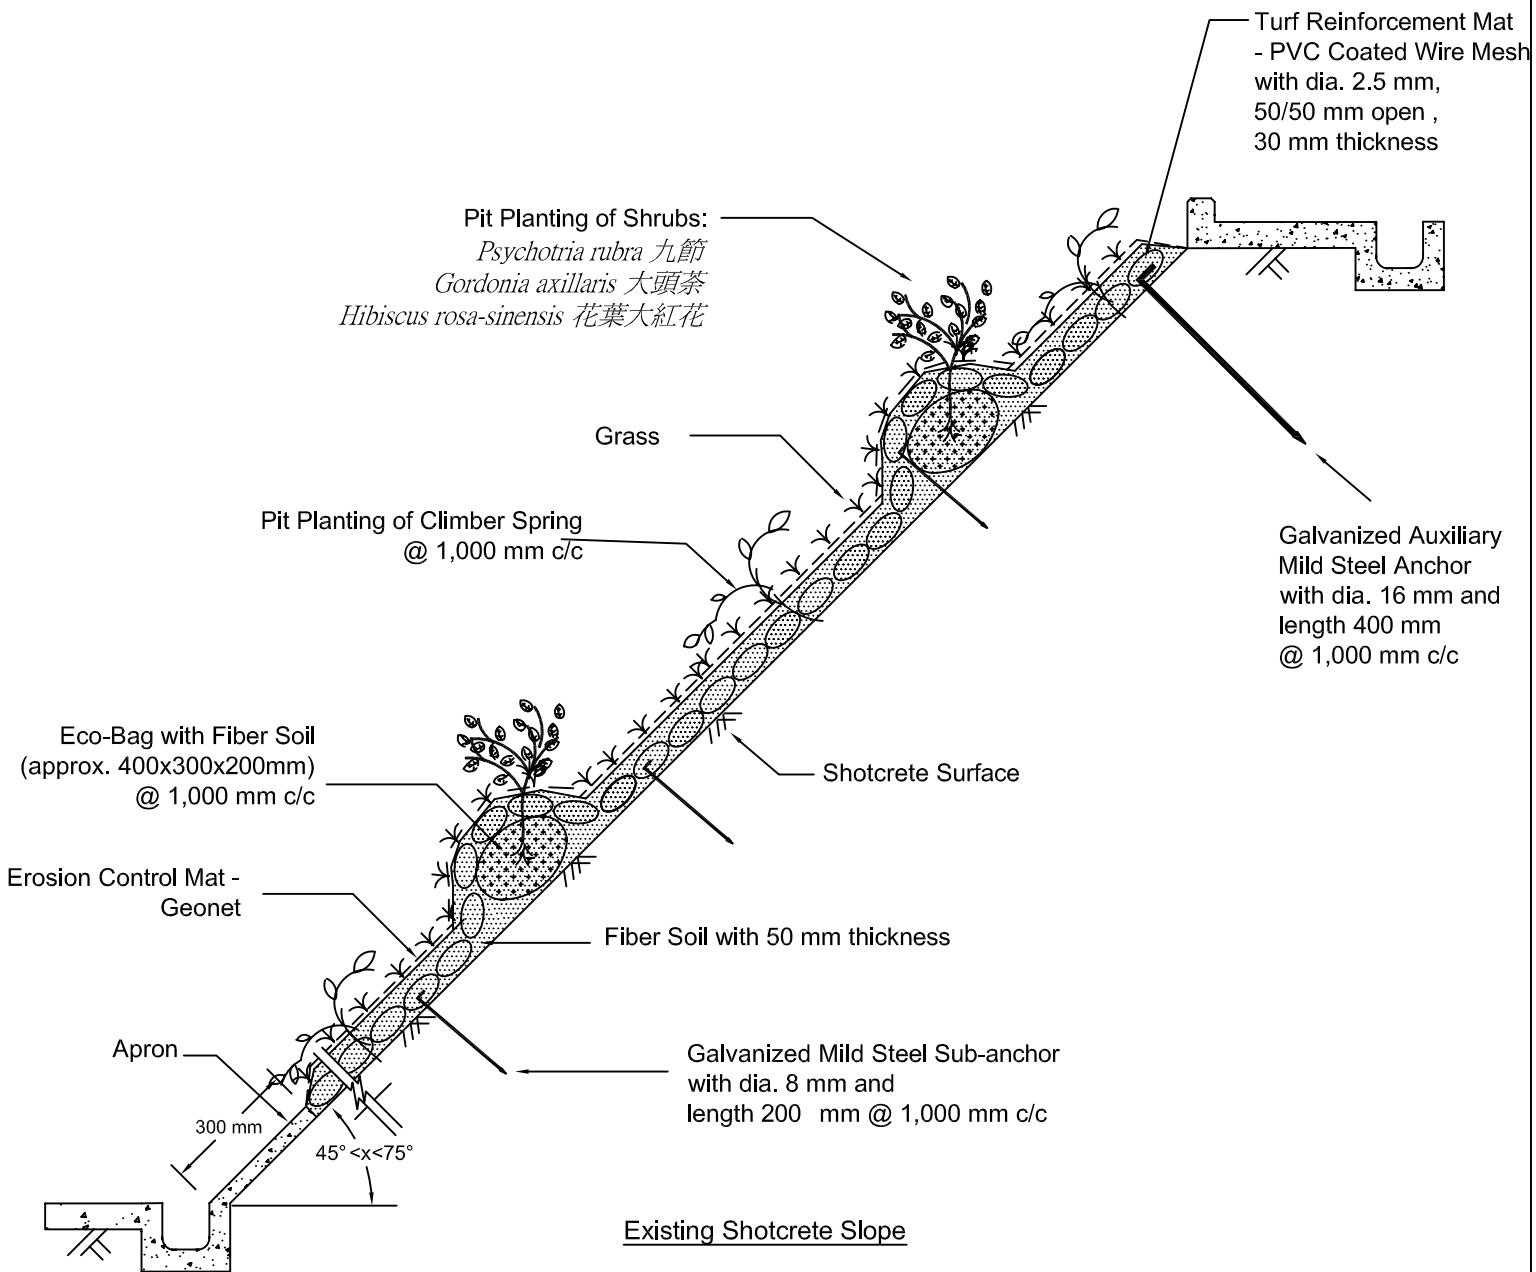 Turf Reinforcement Mat
- PVC Coated Wire Mesh
with dia. 2.5 mm,
50/50 mm open ,
30 mm thickness
Pit Planting of Shrubs:
Psychotria rubra 九節
Gordonia axillaris 大頭茶
Hibiscus rosa-sinensis 花葉大紅花
Grass
Pit Planting of Climber Spring
@ 1,000 mm c/c
Galvanized Auxiliary
Mild Steel Anchor
with dia. 16 mm and
length 400 mm
@ 1,000 mm c/c
Eco-Bag with Fiber Soil
(approx. 400x300x200mm)
@ 1,000 mm c/c
Shotcrete Surface
Erosion Control Mat -
Geonet
Fiber Soil with 50 mm thickness
Apron
Galvanized Mild Steel Sub-anchor
with dia. 8 mm and
length 200 mm @ 1,000 mm c/c
300 mm
45° <x<75°
Existing Shotcrete Slope